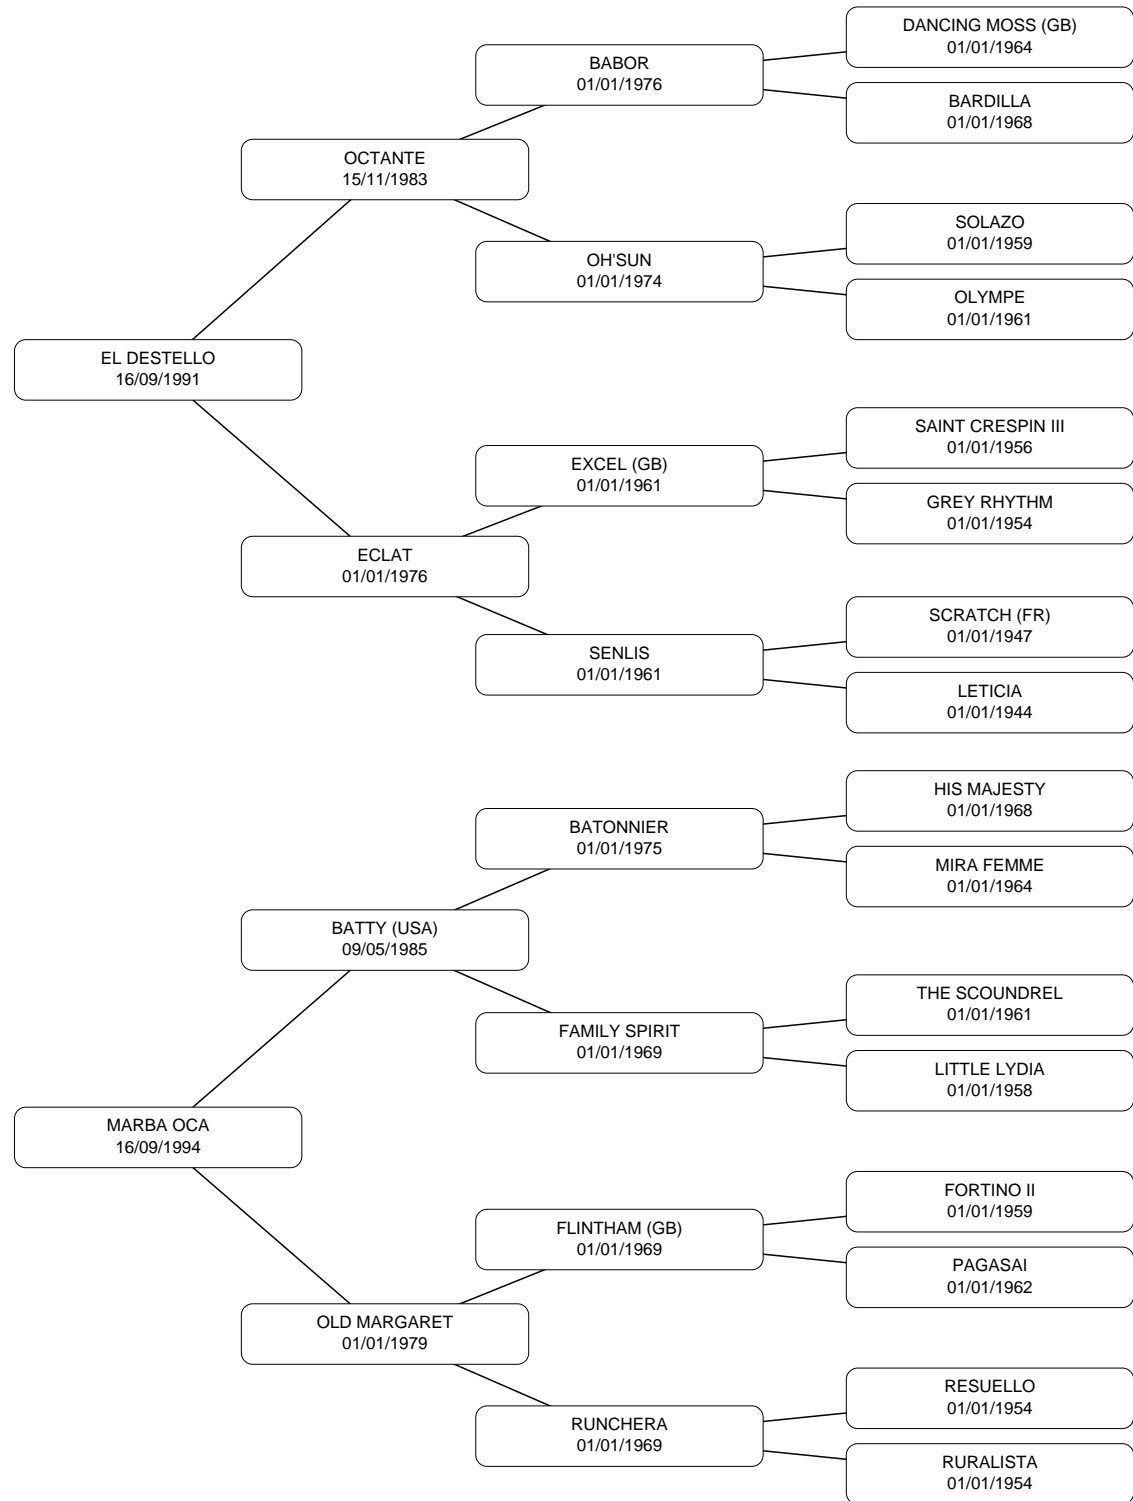 DANCING MOSS (GB)
01/01/1964
BABOR
01/01/1976
BARDILLA
01/01/1968
OCTANTE
15/11/1983
SOLAZO
01/01/1959
OH'SUN
01/01/1974
OLYMPE
01/01/1961
EL DESTELLO
16/09/1991
SAINT CRESPIN III
01/01/1956
EXCEL (GB)
01/01/1961
GREY RHYTHM
01/01/1954
ECLAT
01/01/1976
SCRATCH (FR)
01/01/1947
SENLIS
01/01/1961
LETICIA
01/01/1944
HIS MAJESTY
01/01/1968
BATONNIER
01/01/1975
MIRA FEMME
01/01/1964
BATTY (USA)
09/05/1985
THE SCOUNDREL
01/01/1961
FAMILY SPIRIT
01/01/1969
LITTLE LYDIA
01/01/1958
MARBA OCA
16/09/1994
FORTINO II
01/01/1959
FLINTHAM (GB)
01/01/1969
PAGASAI
01/01/1962
OLD MARGARET
01/01/1979
RESUELLO
01/01/1954
RUNCHERA
01/01/1969
RURALISTA
01/01/1954